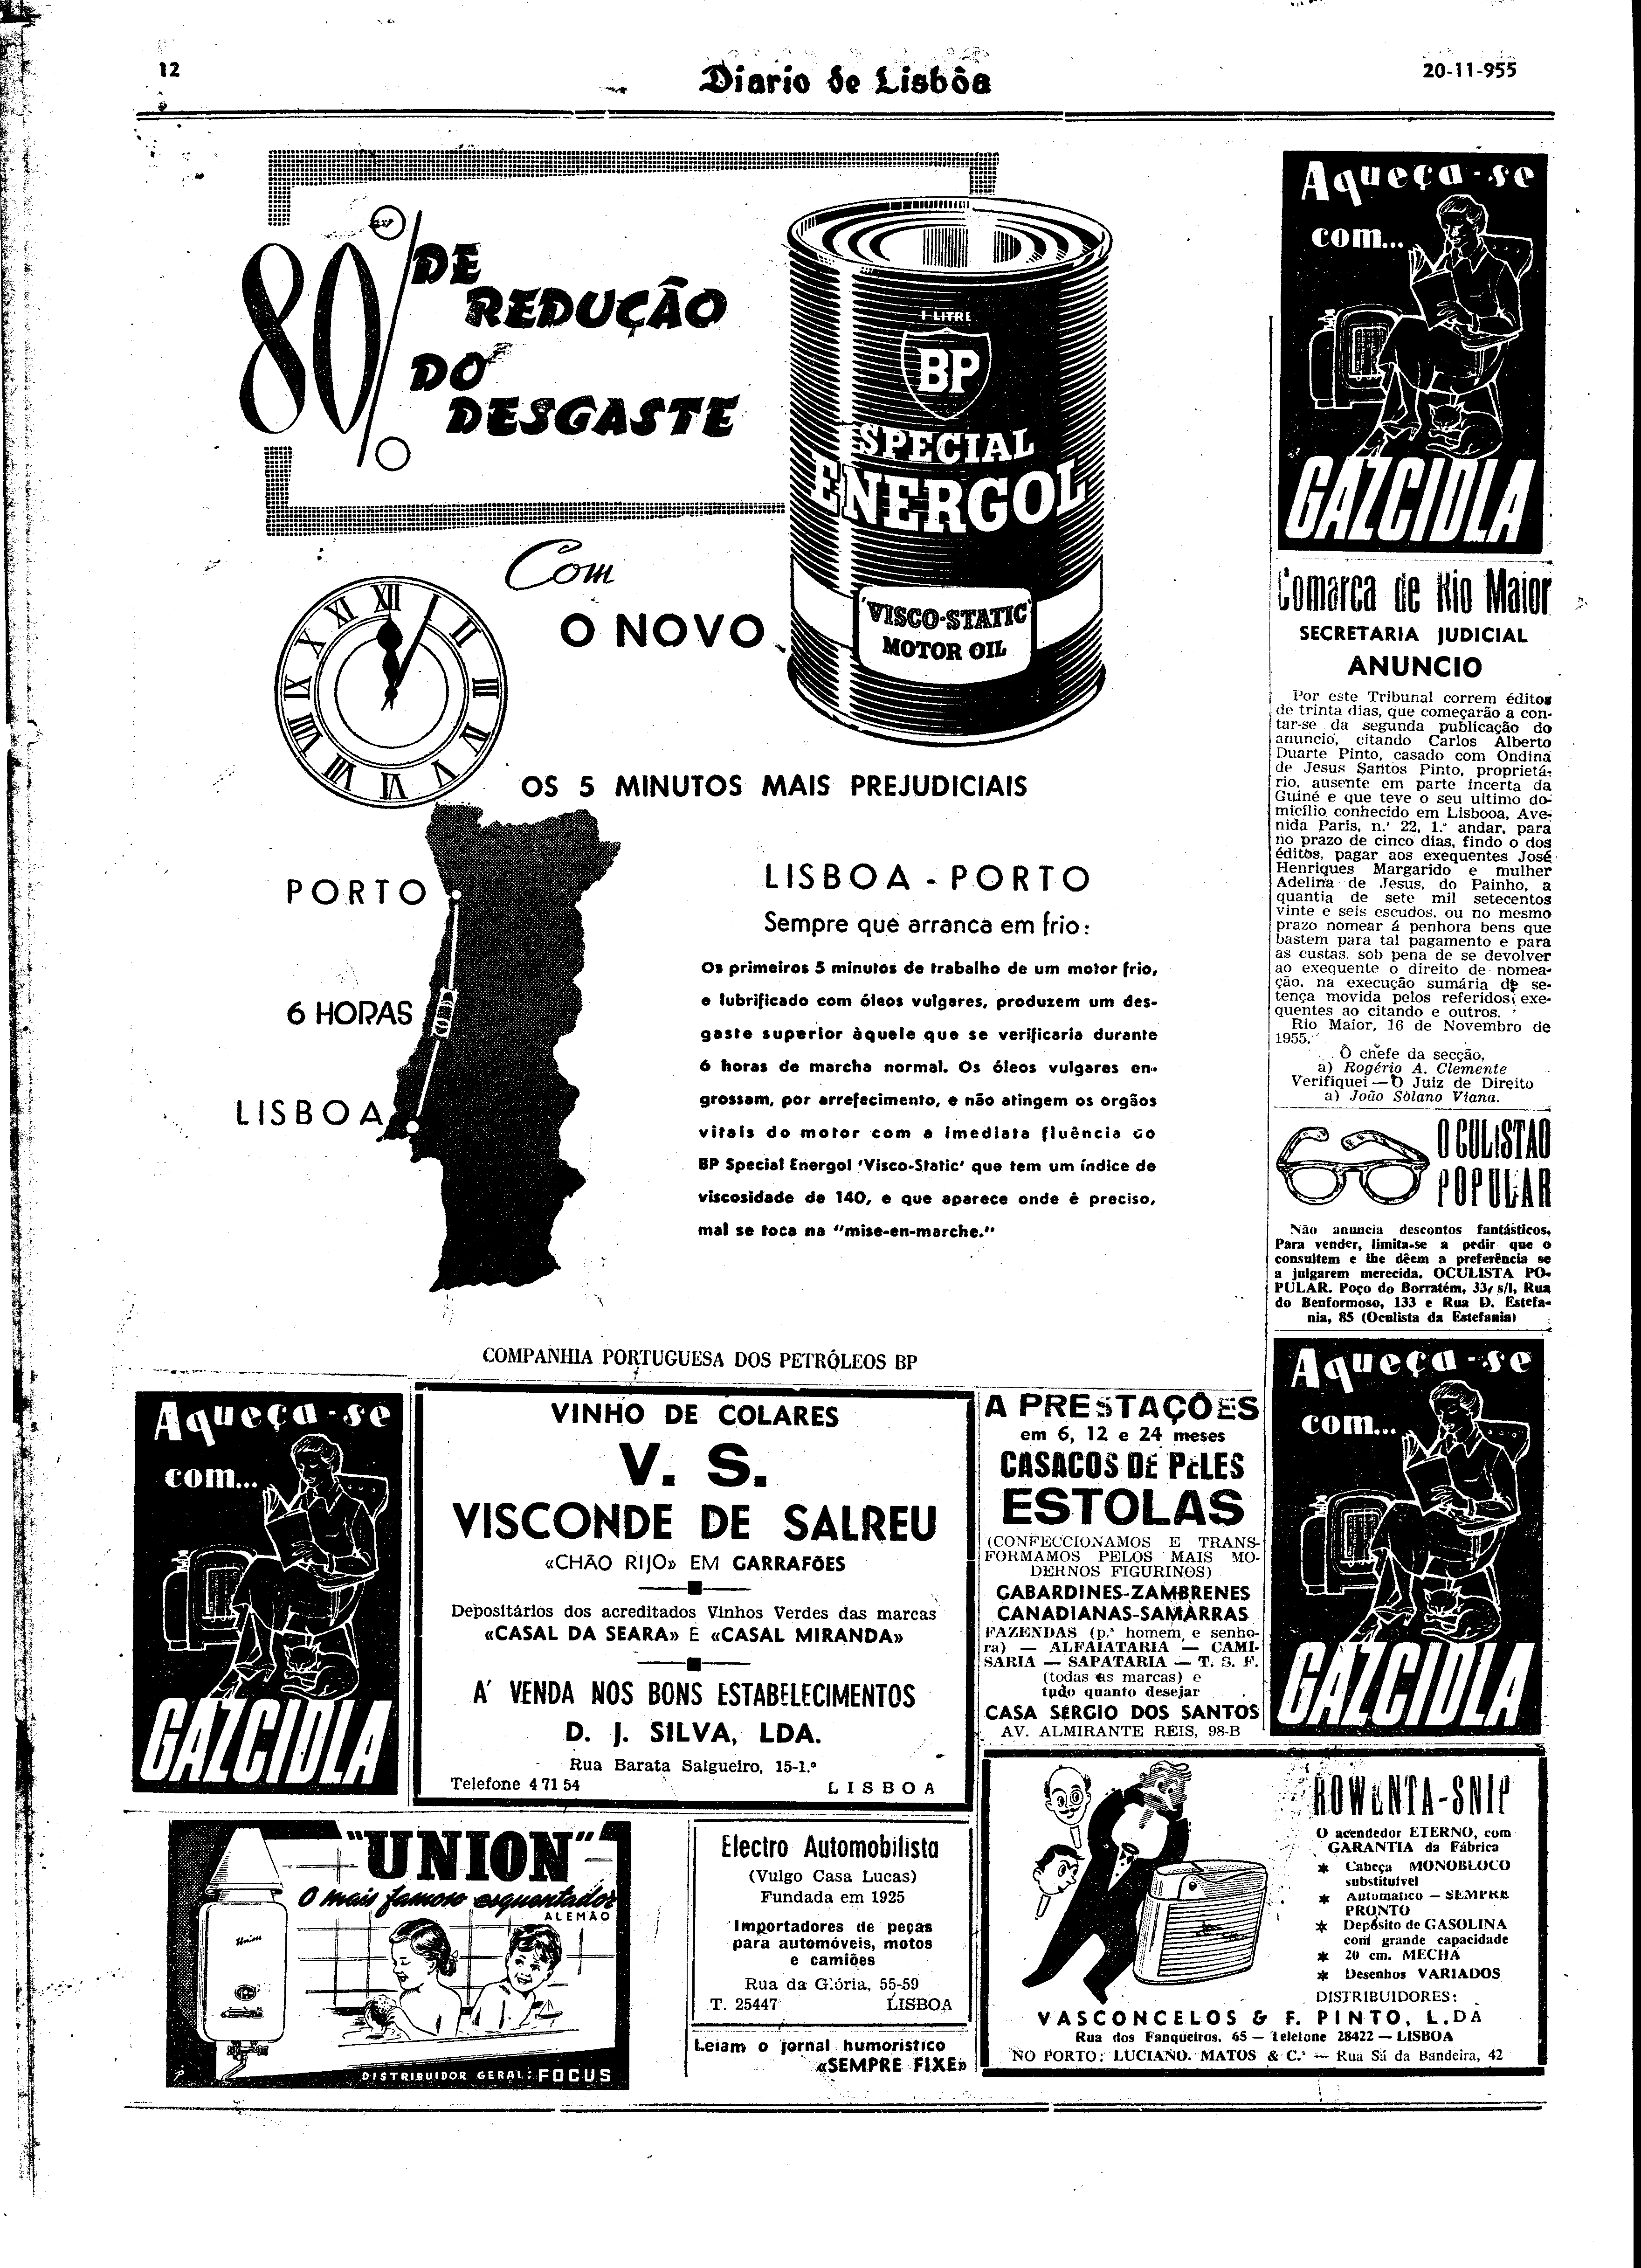 12
Diario de Lisbôa
20-11-955
80% DE
REDUÇÃO
DO
DESGASTE
1 LITRE
BP
SPECIAL
ENERGOL
VISCO-STATIC
MOTOR OIL
Com
O NOVO
XII
II
III
V
VI
VII
VIII
IX
X
XI
OS 5 MINUTOS MAIS PREJUDICIAIS
PORTO
6 HORAS
LISBOA
LISBOA - PORTO
Sempre que arranca em frio:
Os primeiros 5 minutos de trabalho de um motor frio,
e lubrificado com óleos vulgares, produzem um des-
gaste superior àquele que se verificaria durante
6 horas de marcha normal. Os óleos vulgares en-
grossam, por arrefecimento, e não atingem os orgãos
vitais do motor com a imediata fluência do
BP Special Energol 'Visco-Static' que tem um índice de
viscosidade de 140, e que aparece onde é preciso,
mal se toca na "mise-en-marche."
COMPANHIA PORTUGUESA DOS PETRÓLEOS BP
Aqueça-se
com...
GAZCIDLA
Comarca de Rio Maior
SECRETARIA JUDICIAL
ANUNCIO
Por este Tribunal correm éditos
de trinta dias, que começarão a con-
tar-se da segunda publicação do
anuncio, citando Carlos Alberto
Duarte Pinto, casado com Ondina
de Jesus Santos Pinto, proprietá-
rio, ausente em parte incerta da
Guiné e que teve o seu ultimo do-
micílio conhecido em Lisbooa, Ave-
nida Paris, n.º 22, 1.º andar, para
no prazo de cinco dias, findo o dos
éditos, pagar aos exequentes José
Henriques Margarido e mulher
Adelina de Jesus, do Painho, a
quantia de sete mil setecentos
vinte e seis escudos, ou no mesmo
prazo nomear á penhora bens que
bastem para tal pagamento e para
as custas, sob pena de se devolver
ao exequente o direito de nomea-
ção, na execução sumária de se-
tença movida pelos referidos exe-
quentes ao citando e outros.
Rio Maior, 16 de Novembro de
1955.
O chefe da secção,
a) Rogério A. Clemente
Verifiquei — O Juiz de Direito
a) João Sòlano Viana.
OCULISTAO
POPULAR
Não anuncia descontos fantásticos.
Para vender, limita-se a pedir que o
consultem e lhe dêem a preferência se
a julgarem merecida. OCULISTA PO-
PULAR. Poço do Borratém, 33, s/l, Rua
do Benformoso, 133 e Rua D. Estefa-
nia, 85 (Oculista da Estefania)
Aqueça-se
com...
GAZCIDLA
Aqueça-se
com...
GAZCIDLA
VINHO DE COLARES
V. S.
VISCONDE DE SALREU
«CHÃO RIJO» EM GARRAFÕES
Depositários dos acreditados Vinhos Verdes das marcas
«CASAL DA SEARA» E «CASAL MIRANDA»
A' VENDA NOS BONS ESTABELECIMENTOS
D. J. SILVA, LDA.
Rua Barata Salgueiro, 15-1.º
Telefone 4 71 54
LISBOA
A PRESTAÇÕES
em 6, 12 e 24 meses
CASACOS DE PELES
ESTOLAS
(CONFECCIONAMOS E TRANS-
FORMAMOS PELOS MAIS MO-
DERNOS FIGURINOS)
GABARDINES-ZAMBRENES
CANADIANAS-SAMARRAS
FAZENDAS (p.ª homem e senho-
ra) — ALFAIATARIA — CAMI-
SARIA — SAPATARIA — T. S. F.
(todas as marcas) e
tudo quanto desejar
CASA SÉRGIO DOS SANTOS
AV. ALMIRANTE REIS, 98-B
"UNION"
O mais famoso esquentador
ALEMÃO
Union
DISTRIBUIDOR GERAL: FOCUS
Electro Automobilista
(Vulgo Casa Lucas)
Fundada em 1925
Importadores de peças
para automóveis, motos
e camiões
Rua da Glória, 55-59
T. 25447
LISBOA
Leiam o jornal humoristico
«SEMPRE FIXE»
ROWENTA-SNIP
O acendedor ETERNO, com
GARANTIA da Fábrica
* Cabeça MONOBLOCO
substituível
* Automatico — SEMPRE
PRONTO
* Depósito de GASOLINA
com grande capacidade
* 20 cm. MECHA
* Desenhos VARIADOS
DISTRIBUIDORES:
VASCONCELOS & F. PINTO, L.DA
Rua dos Fanqueiros, 65 — Telefone 28422 — LISBOA
NO PORTO: LUCIANO. MATOS & C.ª — Rua Sá da Bandeira, 42